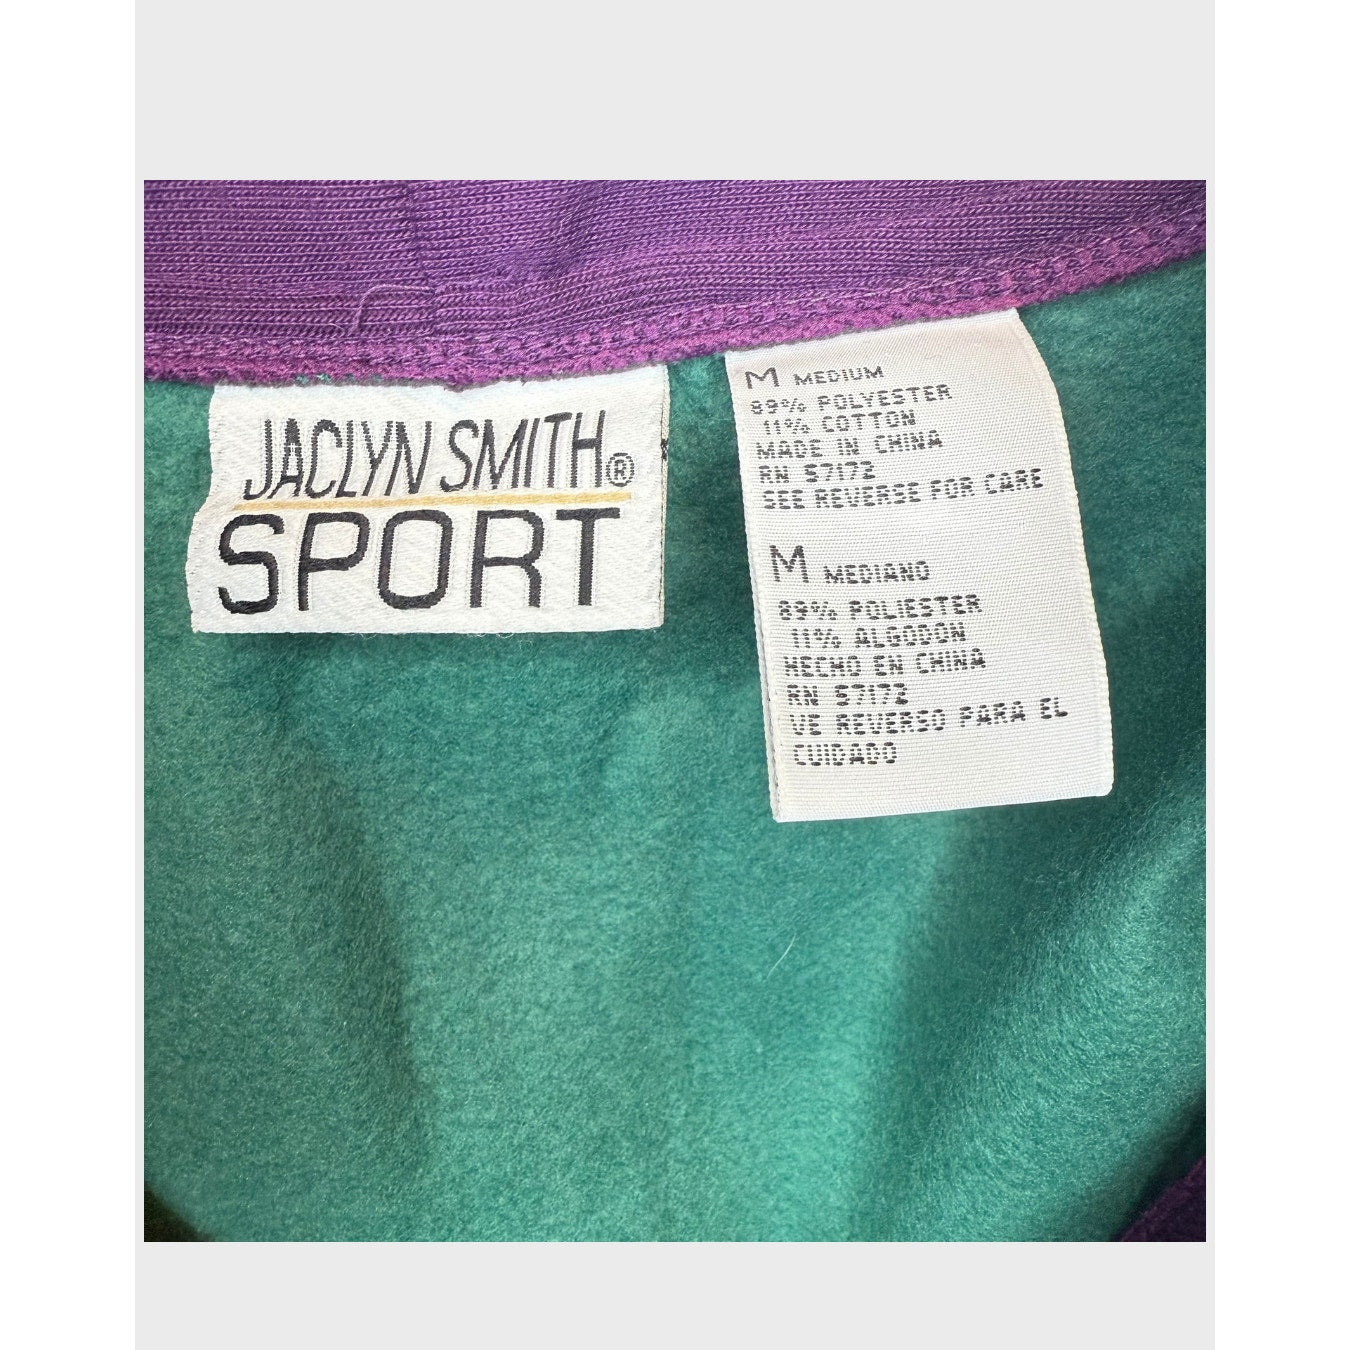 JACLYN SMITH®
SPORT
M MEDIUM
89% POLYESTER
11% COTTON
MADE IN CHINA
RN 57172
SEE REVERSE FOR CARE
M MEDIANO
89% POLIESTER
11% ALGODON
HECHO EN CHINA
RN 57172
VE REVERSO PARA EL
CUIDADO